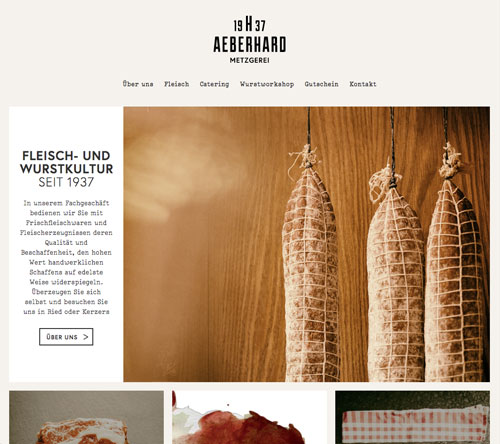 19 H 37
AEBERHARD
METZGEREI
Über uns Fleisch Catering Wurstworkshop Gutschein Kontakt
FLEISCH- UND
WURSTKULTUR
SEIT 1937
In unserem Fachgeschäft
bedienen wir Sie mit
Frischfleischwaren und
Fleischerzeugnissen deren
Qualität und
Beschaffenheit, den hohen
Wert handwerklichen
Schaffens auf edelste
Weise widerspiegeln.
Überzeugen Sie sich
selbst und besuchen Sie
uns in Ried oder Kerzers
ÜBER UNS >